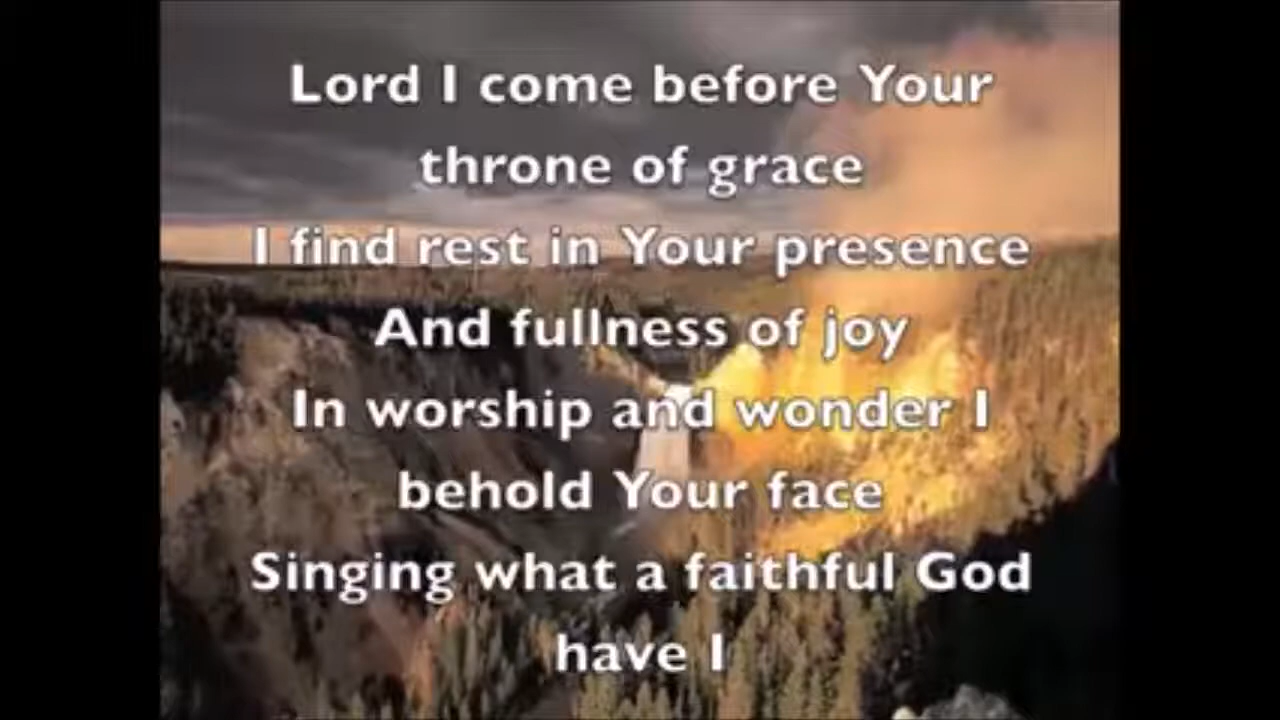 Lord I come before Your
throne of grace
I find rest in Your presence
And fullness of joy
In worship and wonder I
behold Your face
Singing what a faithful God
have I